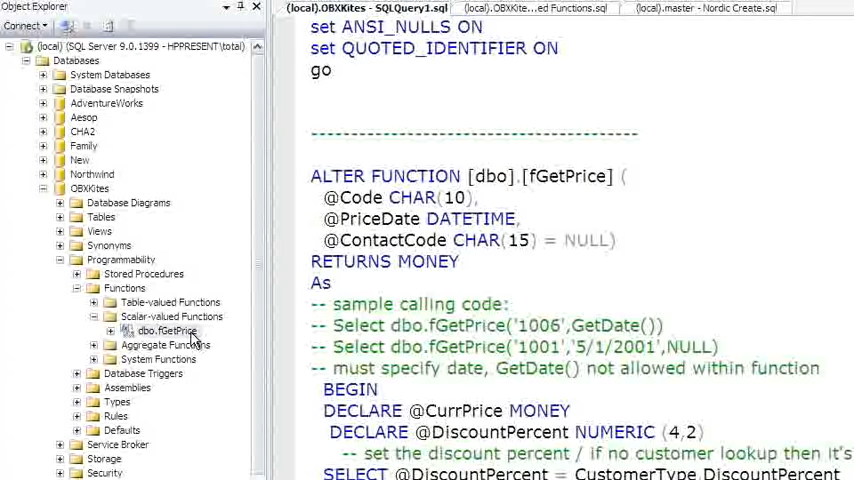 Object Explorer
Connect
(local) (SQL Server 9.0.1399 - HPPRESENT\total)
Databases
System Databases
Database Snapshots
AdventureWorks
Aesop
CHA2
Family
New
Northwind
OBXKites
Database Diagrams
Tables
Views
Synonyms
Programmability
Stored Procedures
Functions
Table-valued Functions
Scalar-valued Functions
dbo.fGetPrice
Aggregate Functions
System Functions
Database Triggers
Assemblies
Types
Rules
Defaults
Service Broker
Storage
Security
(local).OBXKites - SQLQuery1.sql
(local).OBXKite...ed Functions.sql
(local).master - Nordic Create.sql
set ANSI_NULLS ON
set QUOTED_IDENTIFIER ON
go
------------------------------------------
ALTER FUNCTION [dbo].[fGetPrice] (
@Code CHAR(10),
@PriceDate DATETIME,
@ContactCode CHAR(15) = NULL)
RETURNS MONEY
As
-- sample calling code:
-- Select dbo.fGetPrice('1006',GetDate())
-- Select dbo.fGetPrice('1001','5/1/2001',NULL)
-- must specify date, GetDate() not allowed within function
BEGIN
DECLARE @CurrPrice MONEY
DECLARE @DiscountPercent NUMERIC (4,2)
-- set the discount percent / if no customer lookup then it's
SELECT @DiscountPercent = CustomerType.DiscountPercent